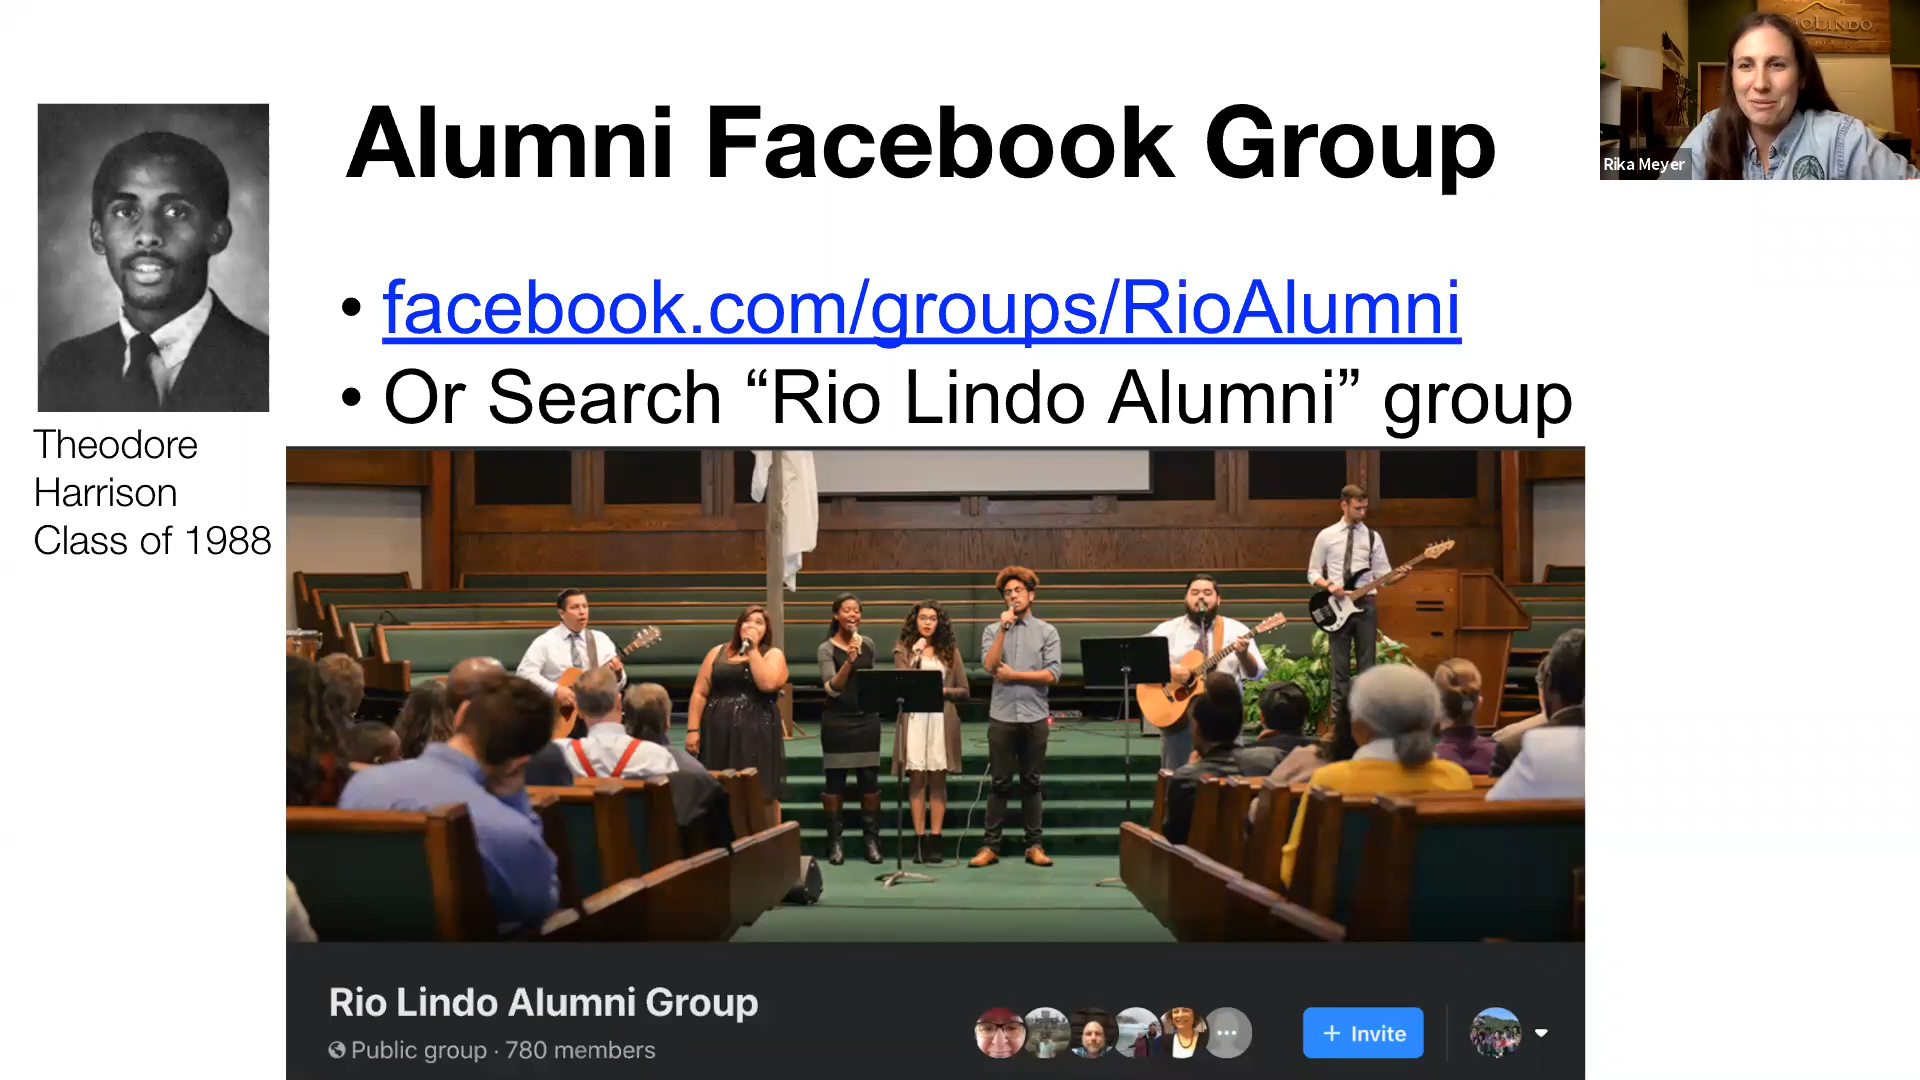 Alumni Facebook Group
Rika Meyer
• facebook.com/groups/RioAlumni
• Or Search “Rio Lindo Alumni” group
Theodore
Harrison
Class of 1988
Rio Lindo Alumni Group
Public group · 780 members
+ Invite